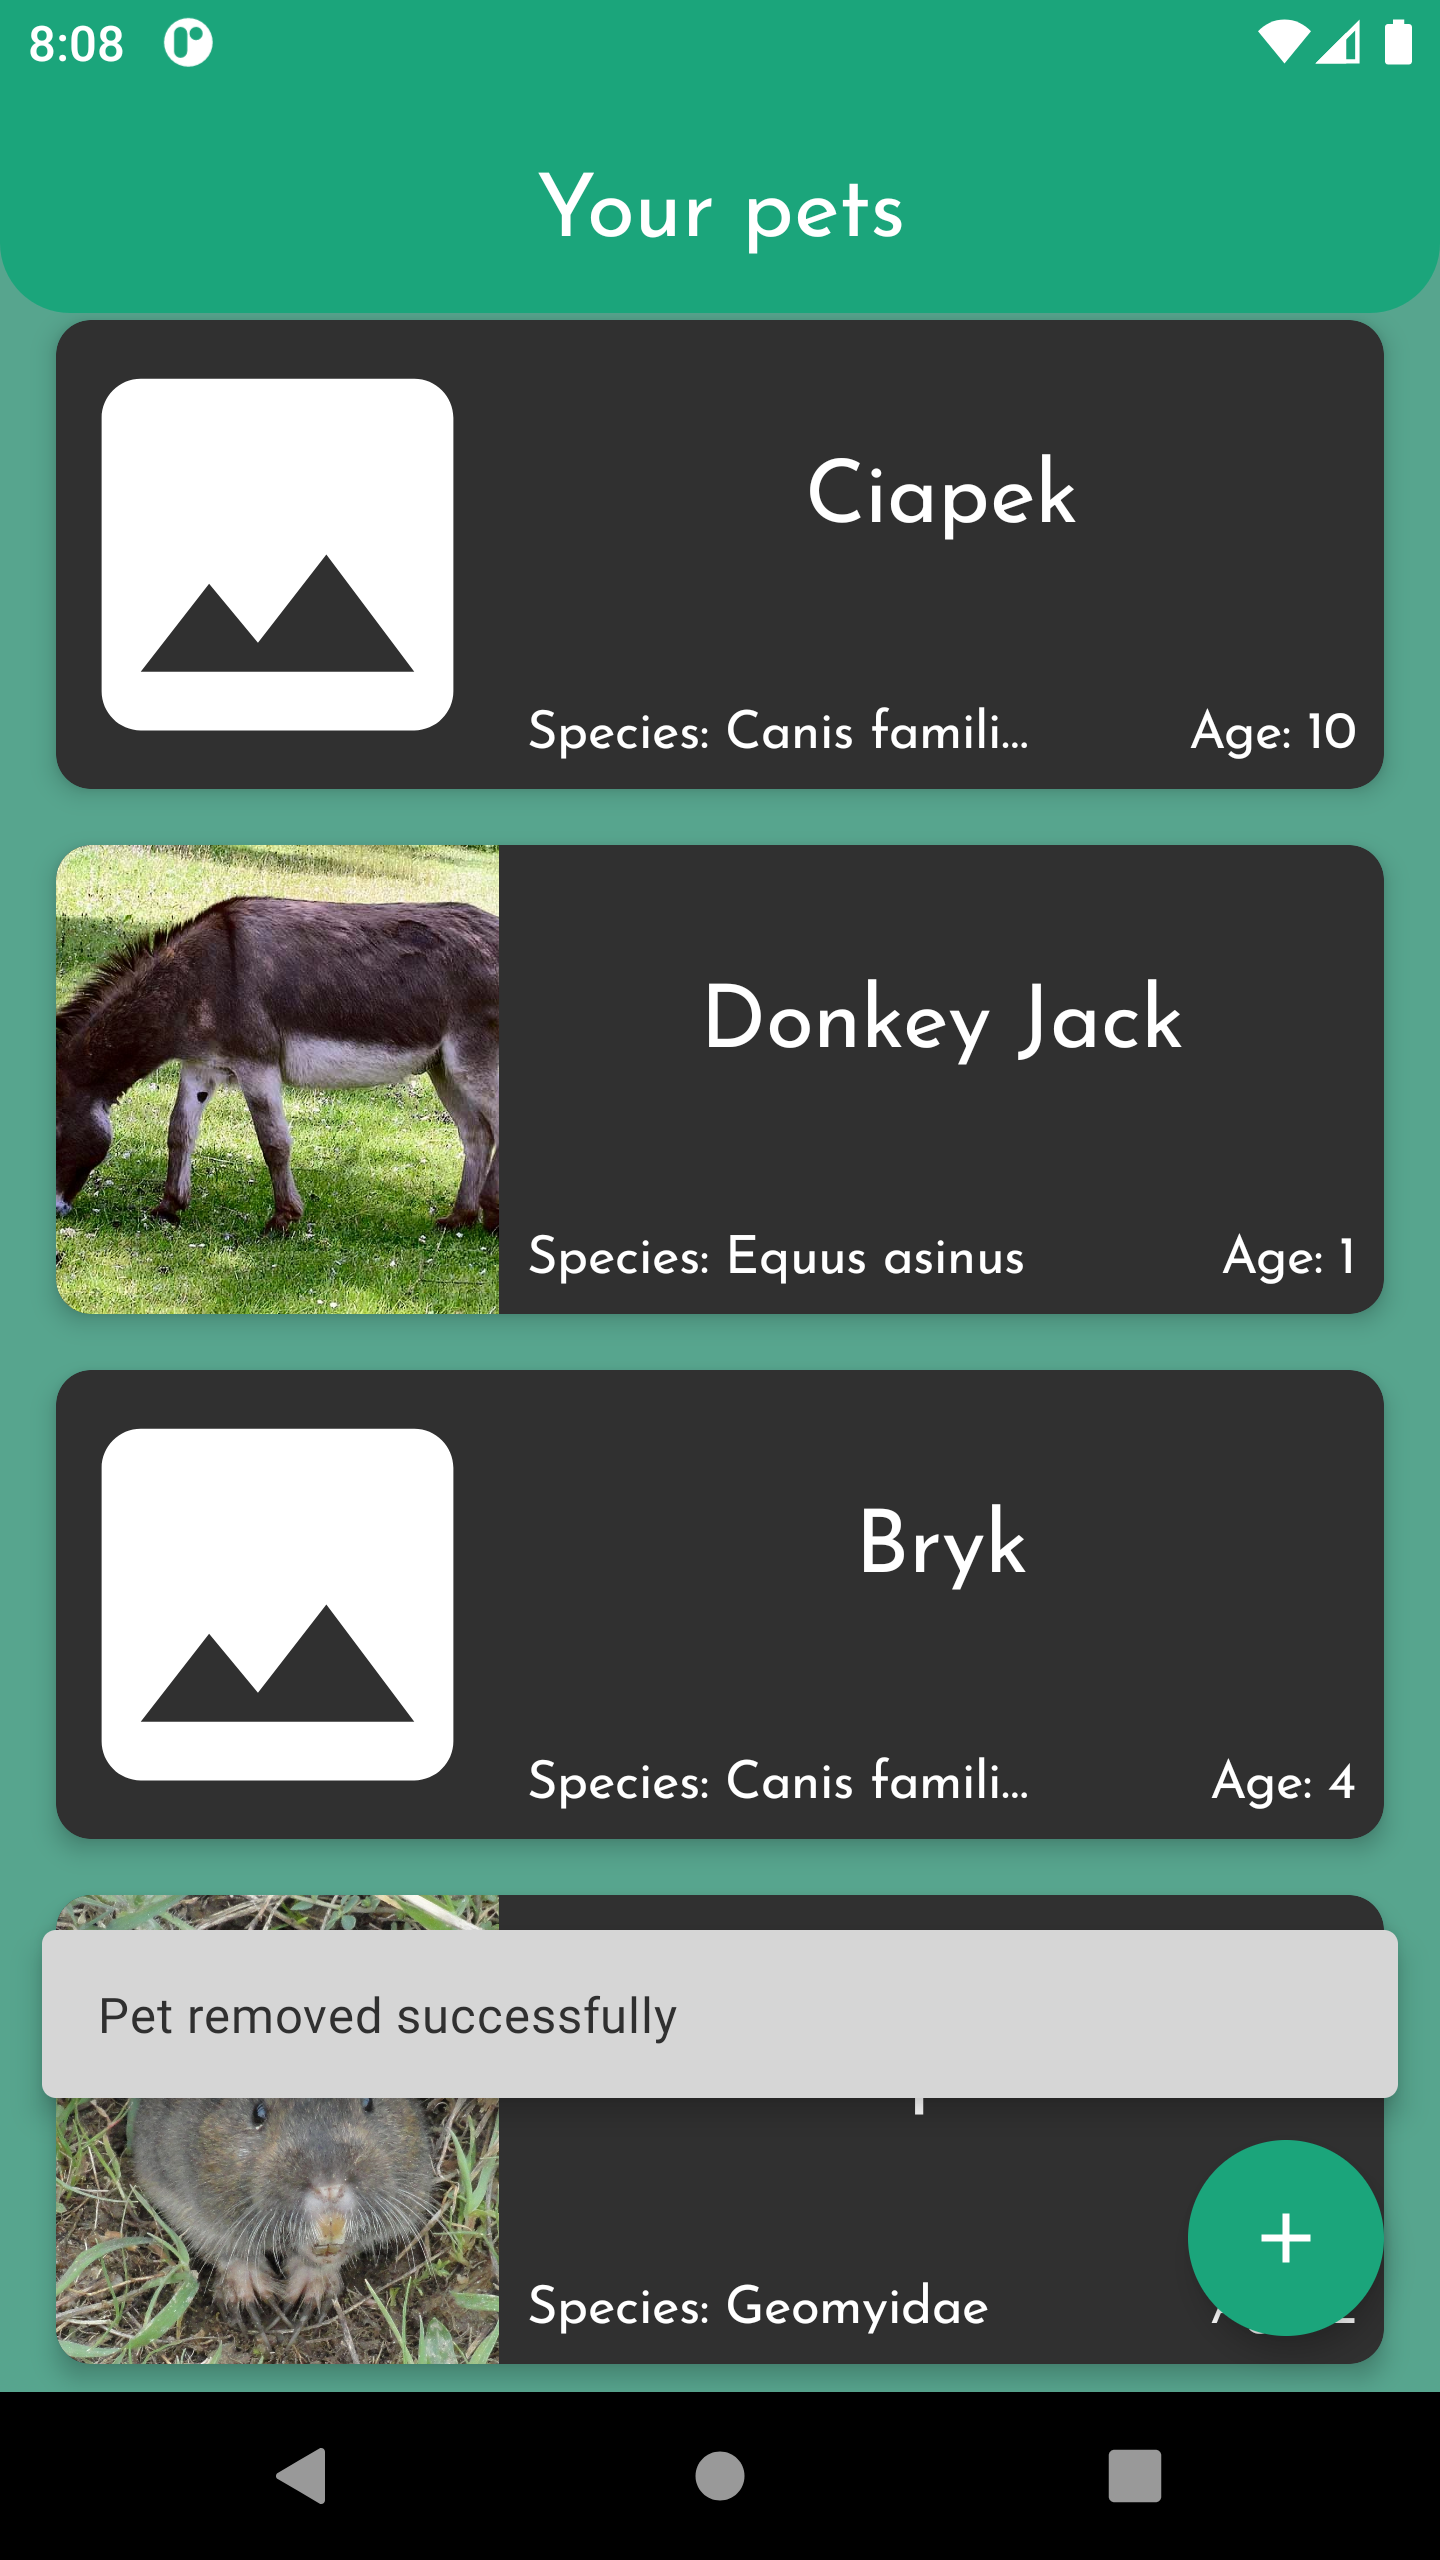 8:08
Your pets
Ciapek
Species: Canis famili...
Age: 10
Donkey Jack
Species: Equus asinus
Age: 1
Bryk
Species: Canis famili...
Age: 4
Pet removed successfully
Species: Geomyidae